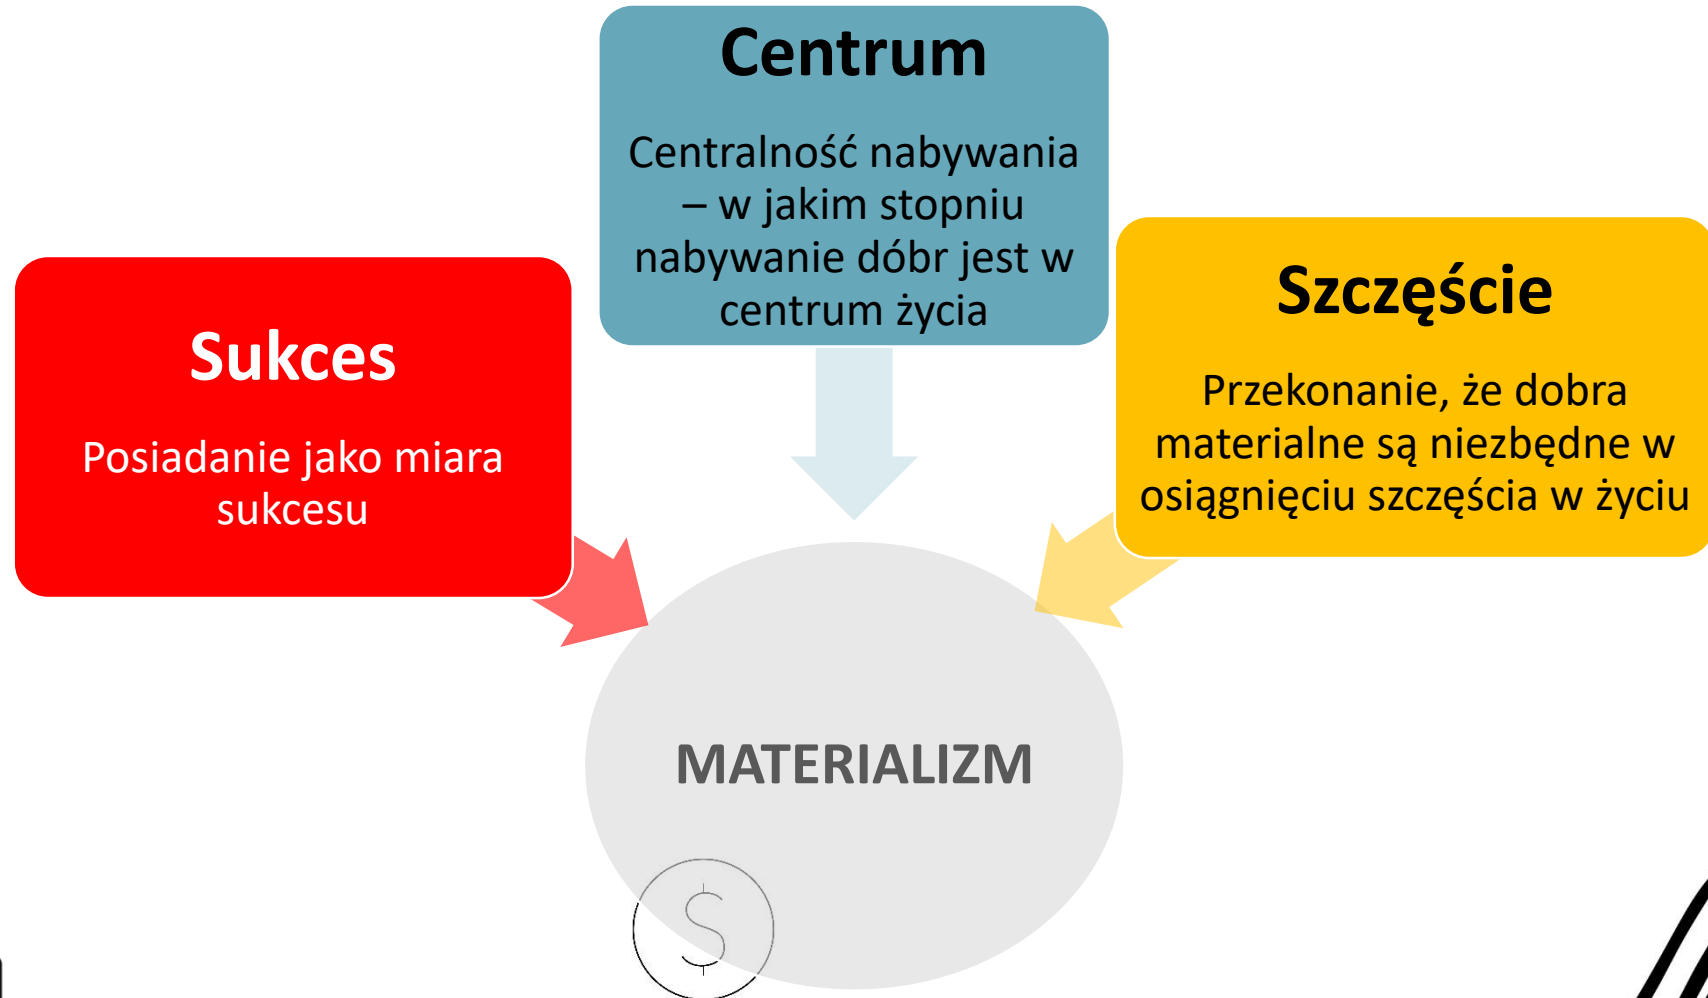 Centrum
Centralność nabywania
– w jakim stopniu
nabywanie dóbr jest w
centrum życia
Sukces
Posiadanie jako miara
sukcesu
Szczęście
Przekonanie, że dobra
materialne są niezbędne w
osiągnięciu szczęścia w życiu
MATERIALIZM
$